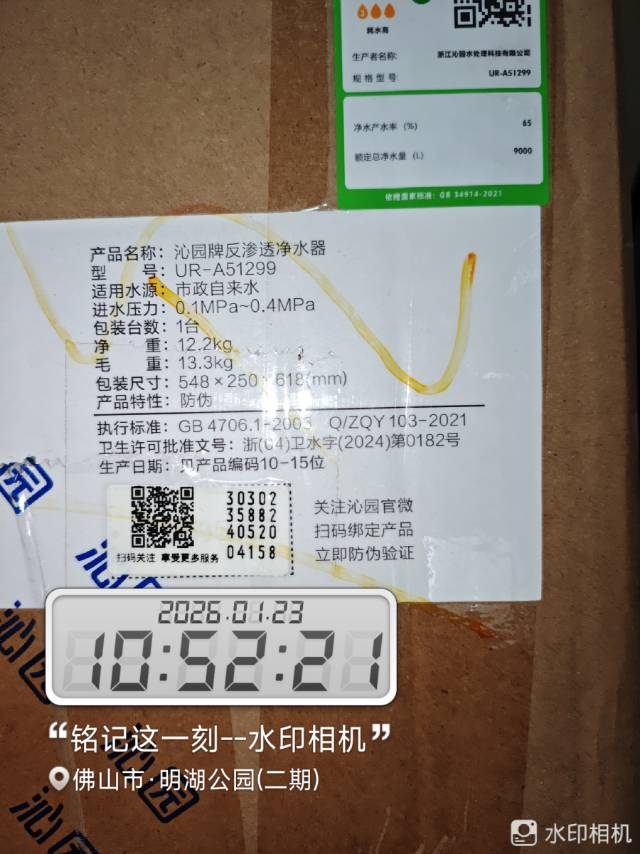 3
耗水高
生产者名称：
浙江沁园水处理科技有限公司
规格型号：
UR-A51299
净水产水率（%）
65
额定总净水量（L）
9000
依据国家标准：GB 34914-2021
产品名称：沁园牌反渗透净水器
型 号：UR-A51299
适用水源：市政自来水
进水压力：0.1MPa~0.4MPa
包装台数：1台
净 重：12.2kg
毛 重：13.3kg
包装尺寸：548×250×618(mm)
产品特性：防伪
执行标准：GB 4706.1-2005 Q/ZQY 103-2021
卫生许可批准文号：浙(04)卫水字(2024)第0182号
生产日期：见产品编码10-15位
30302
35882
40520
04158
扫码关注 享受更多服务
关注沁园官微
扫码绑定产品
立即防伪验证
园
沁园
沁园
沁园
2026.01.23
10:52:21
“铭记这一刻--水印相机”
佛山市·明湖公园(二期)
水印相机